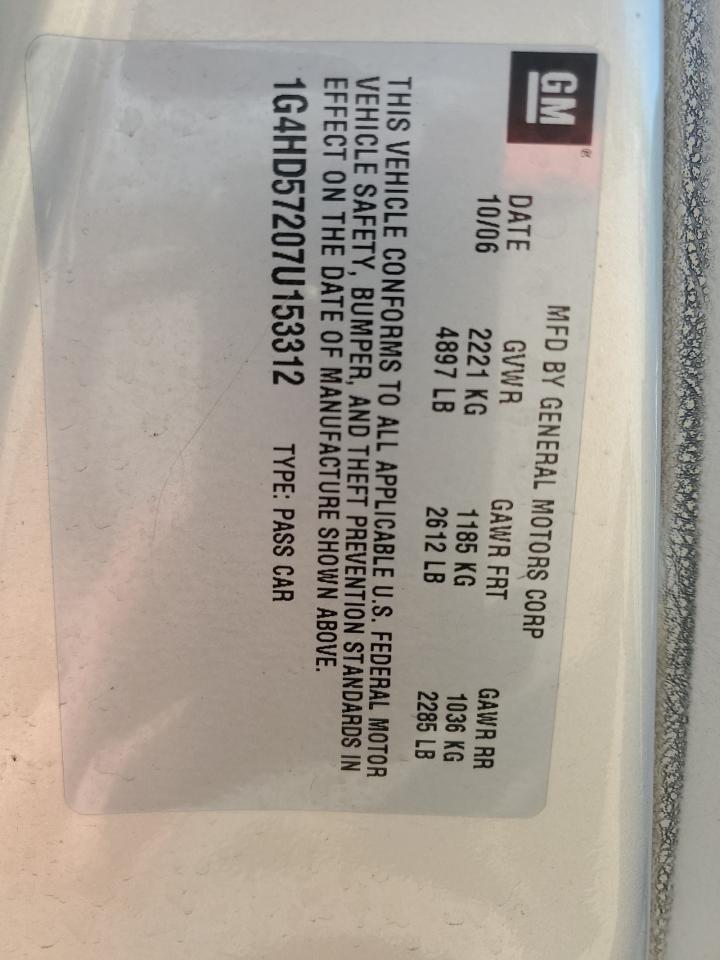 GM®
MFD BY GENERAL MOTORS CORP
DATE GVWR GAWR FRT GAWR RR
10/06 2221 KG 1185 KG 1036 KG
4897 LB 2612 LB 2285 LB
THIS VEHICLE CONFORMS TO ALL APPLICABLE U.S. FEDERAL MOTOR
VEHICLE SAFETY, BUMPER, AND THEFT PREVENTION STANDARDS IN
EFFECT ON THE DATE OF MANUFACTURE SHOWN ABOVE.
1G4HD57207U153312 TYPE: PASS CAR